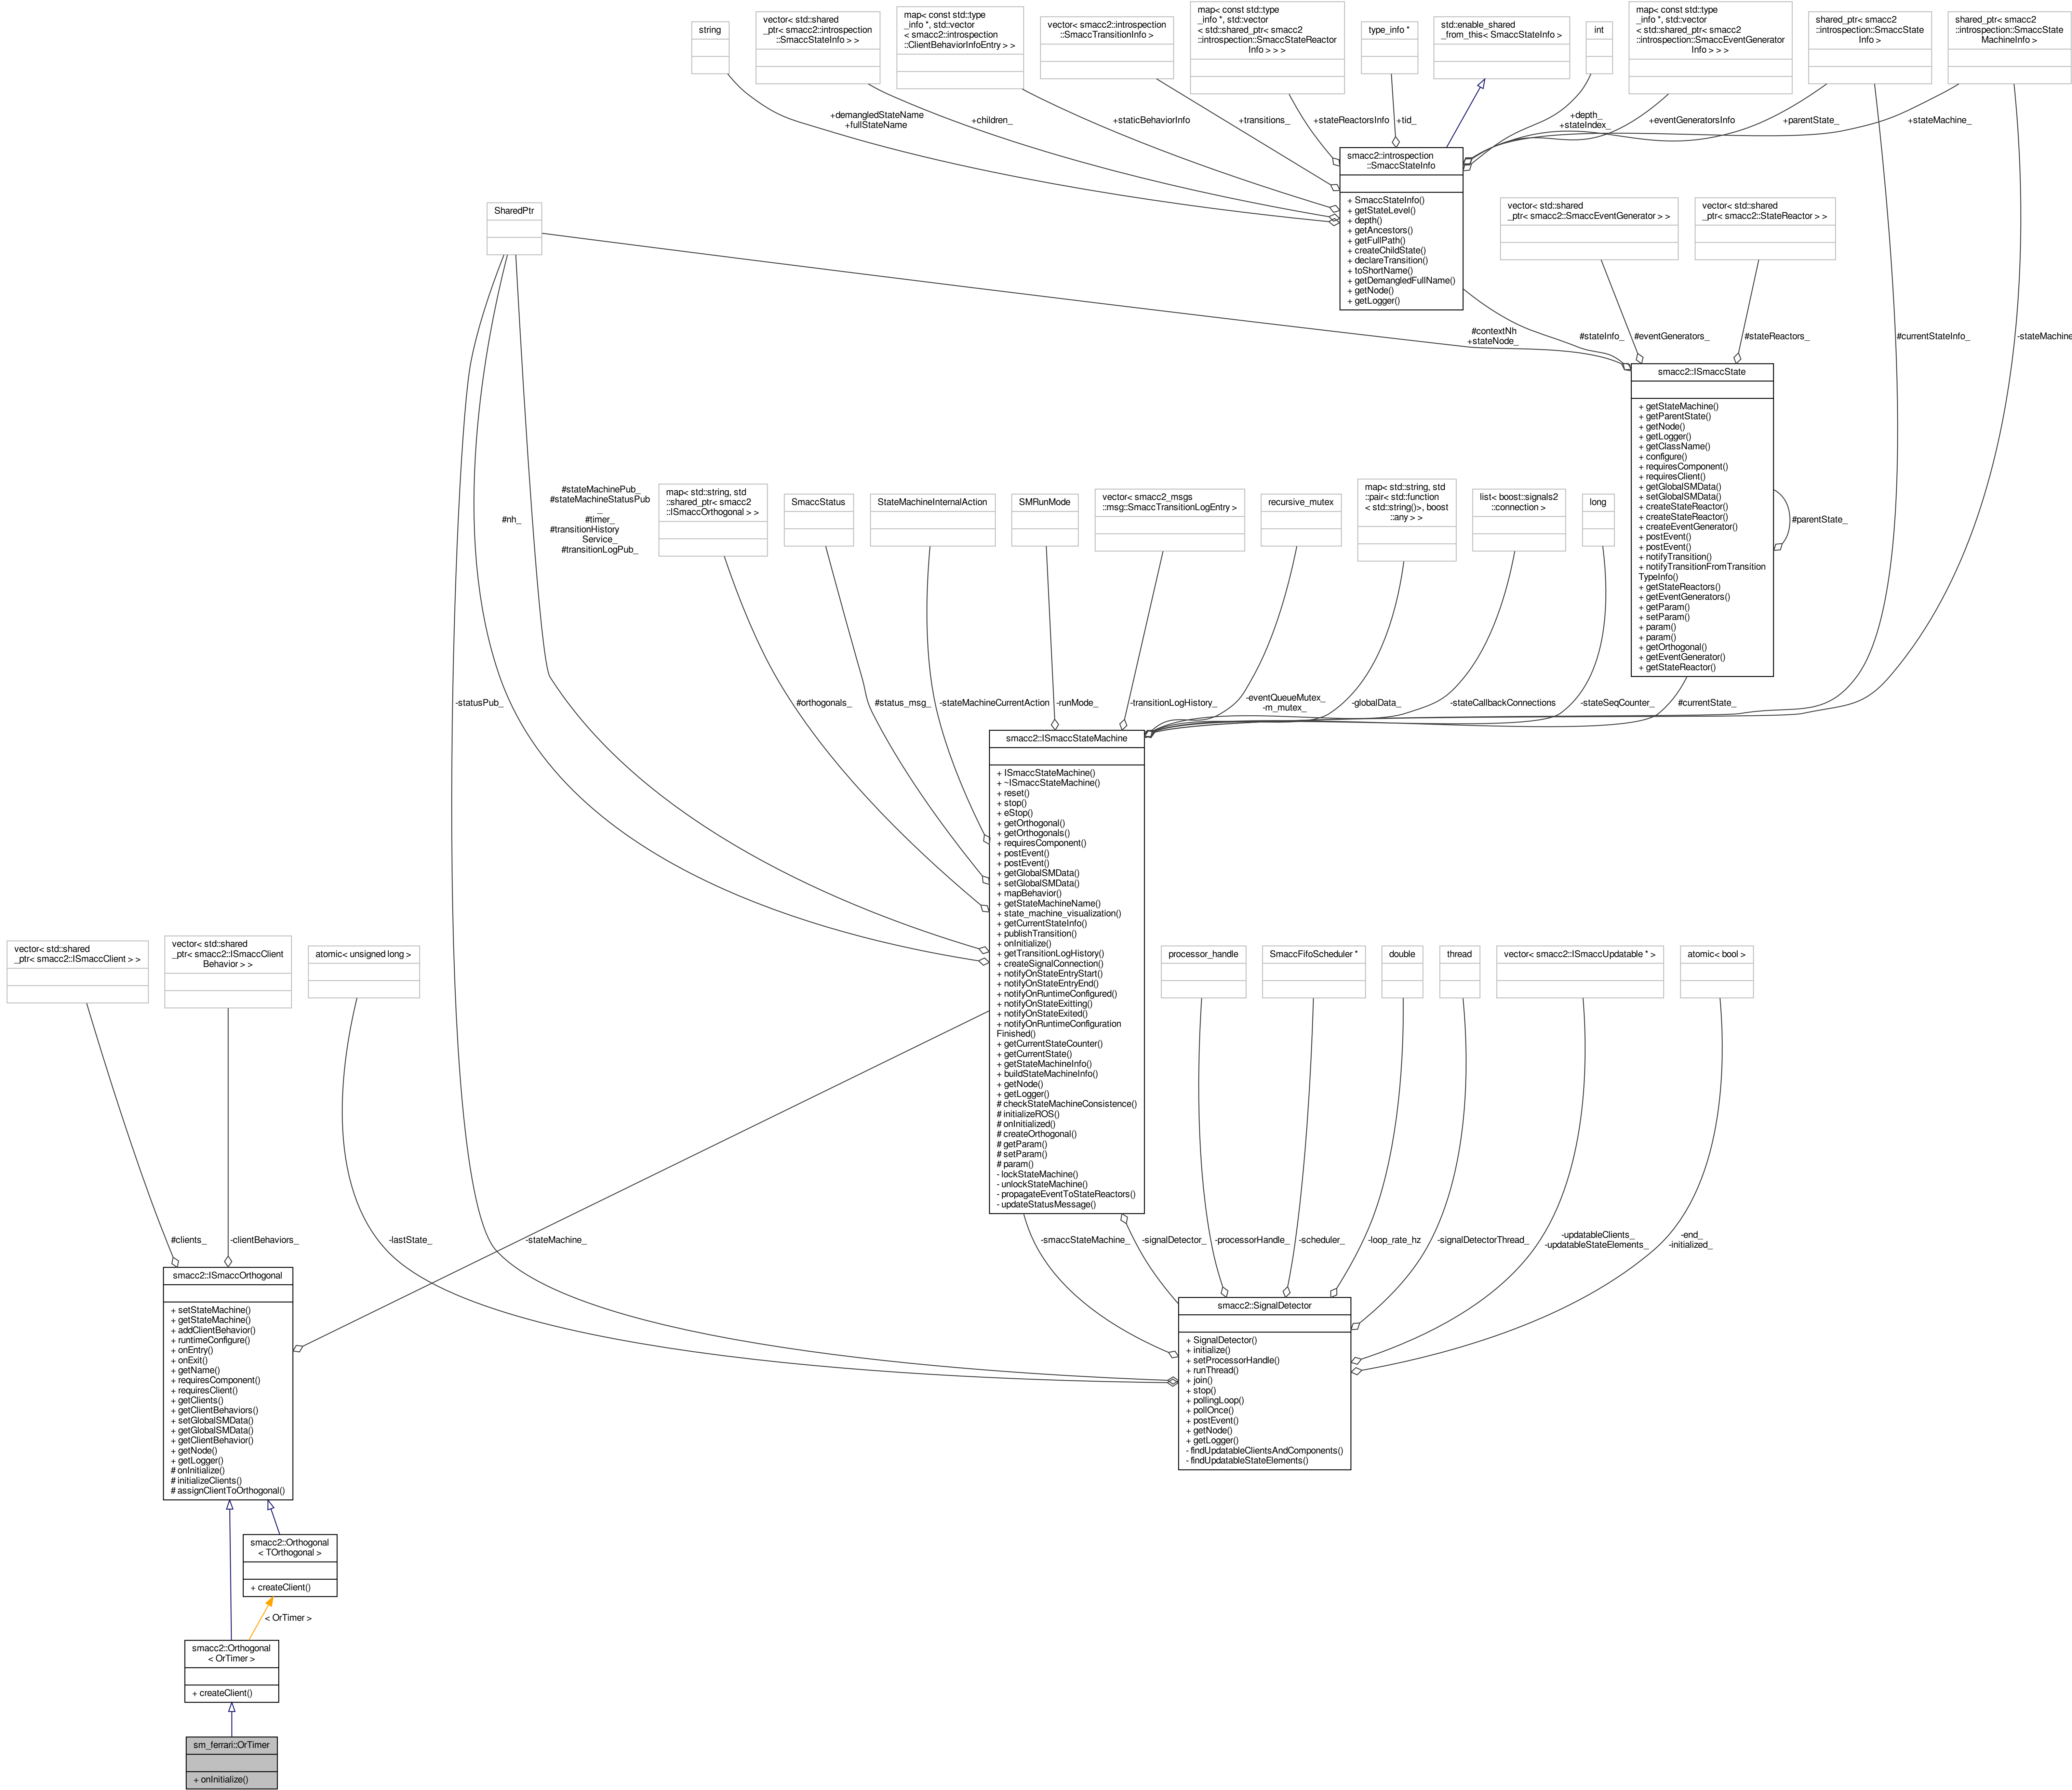 string
vector< std::shared
_ptr< smacc2::introspection
::SmaccStateInfo > >
map< const std::type
_info *, std::vector
< smacc2::introspection
::ClientBehaviorInfoEntry > >
vector< smacc2::introspection
::SmaccTransitionInfo >
map< const std::type
_info *, std::vector
< std::shared_ptr< smacc2
::introspection::SmaccStateReactor
Info > > >
type_info *
std::enable_shared
_from_this< SmaccStateInfo >
int
map< const std::type
_info *, std::vector
< std::shared_ptr< smacc2
::introspection::SmaccEventGenerator
Info > > >
shared_ptr< smacc2
::introspection::SmaccState
Info >
shared_ptr< smacc2
::introspection::SmaccState
MachineInfo >
+demangledStateName
+fullStateName
+children_
+staticBehaviorInfo
+transitions_
+stateReactorsInfo
+tid_
+depth_
+stateIndex_
+eventGeneratorsInfo
+parentState_
+stateMachine_
smacc2::introspection
::SmaccStateInfo
+ SmaccStateInfo()
+ getStateLevel()
+ depth()
+ getAncestors()
+ getFullPath()
+ createChildState()
+ declareTransition()
+ toShortName()
+ getDemangledFullName()
+ getNode()
+ getLogger()
SharedPtr
vector< std::shared
_ptr< smacc2::SmaccEventGenerator > >
vector< std::shared
_ptr< smacc2::StateReactor > >
#contextNh
+stateNode_
#stateInfo_
#eventGenerators_
#stateReactors_
#currentStateInfo_
-stateMachine
smacc2::ISmaccState
+ getStateMachine()
+ getParentState()
+ getNode()
+ getLogger()
+ getClassName()
+ configure()
+ requiresComponent()
+ requiresClient()
+ getGlobalSMData()
+ setGlobalSMData()
+ createStateReactor()
+ createStateReactor()
+ createEventGenerator()
+ postEvent()
+ postEvent()
+ notifyTransition()
+ notifyTransitionFromTransition
TypeInfo()
+ getStateReactors()
+ getEventGenerators()
+ getParam()
+ setParam()
+ param()
+ param()
+ getOrthogonal()
+ getEventGenerator()
+ getStateReactor()
#parentState_
#nh_
#stateMachinePub_
#stateMachineStatusPub
_
#timer_
#transitionHistory
Service_
#transitionLogPub_
map< std::string, std
::shared_ptr< smacc2
::ISmaccOrthogonal > >
SmaccStatus
StateMachineInternalAction
SMRunMode
vector< smacc2_msgs
::msg::SmaccTransitionLogEntry >
recursive_mutex
map< std::string, std
::pair< std::function
< std::string()>, boost
::any > >
list< boost::signals2
::connection >
long
-statusPub_
#orthogonals_
#status_msg_
-stateMachineCurrentAction
-runMode_
-transitionLogHistory_
-eventQueueMutex_
-m_mutex_
-globalData_
-stateCallbackConnections
-stateSeqCounter_
#currentState_
smacc2::ISmaccStateMachine
+ ISmaccStateMachine()
+ ~ISmaccStateMachine()
+ reset()
+ stop()
+ eStop()
+ getOrthogonal()
+ getOrthogonals()
+ requiresComponent()
+ postEvent()
+ postEvent()
+ getGlobalSMData()
+ setGlobalSMData()
+ mapBehavior()
+ getStateMachineName()
+ state_machine_visualization()
+ getCurrentStateInfo()
+ publishTransition()
+ onInitialize()
+ getTransitionLogHistory()
+ createSignalConnection()
+ notifyOnStateEntryStart()
+ notifyOnStateEntryEnd()
+ notifyOnRuntimeConfigured()
+ notifyOnStateExitting()
+ notifyOnStateExited()
+ notifyOnRuntimeConfiguration
Finished()
+ getCurrentStateCounter()
+ getCurrentState()
+ getStateMachineInfo()
+ buildStateMachineInfo()
+ getNode()
+ getLogger()
# checkStateMachineConsistence()
# initializeROS()
# onInitialized()
# createOrthogonal()
# getParam()
# setParam()
# param()
- lockStateMachine()
- unlockStateMachine()
- propagateEventToStateReactors()
- updateStatusMessage()
vector< std::shared
_ptr< smacc2::ISmaccClient > >
vector< std::shared
_ptr< smacc2::ISmaccClient
Behavior > >
atomic< unsigned long >
processor_handle
SmaccFifoScheduler *
double
thread
vector< smacc2::ISmaccUpdatable * >
atomic< bool >
#clients_
-clientBehaviors_
-lastState_
-stateMachine_
-smaccStateMachine_
-signalDetector_
-processorHandle_
-scheduler_
-loop_rate_hz
-signalDetectorThread_
-updatableClients_
-updatableStateElements_
-end_
-initialized_
smacc2::ISmaccOrthogonal
+ setStateMachine()
+ getStateMachine()
+ addClientBehavior()
+ runtimeConfigure()
+ onEntry()
+ onExit()
+ getName()
+ requiresComponent()
+ requiresClient()
+ getClients()
+ getClientBehaviors()
+ setGlobalSMData()
+ getGlobalSMData()
+ getClientBehavior()
+ getNode()
+ getLogger()
# onInitialize()
# initializeClients()
# assignClientToOrthogonal()
smacc2::SignalDetector
+ SignalDetector()
+ initialize()
+ setProcessorHandle()
+ runThread()
+ join()
+ stop()
+ pollingLoop()
+ pollOnce()
+ postEvent()
+ getNode()
+ getLogger()
- findUpdatableClientsAndComponents()
- findUpdatableStateElements()
smacc2::Orthogonal
< TOrthogonal >
+ createClient()
< OrTimer >
smacc2::Orthogonal
< OrTimer >
+ createClient()
sm_ferrari::OrTimer
+ onInitialize()